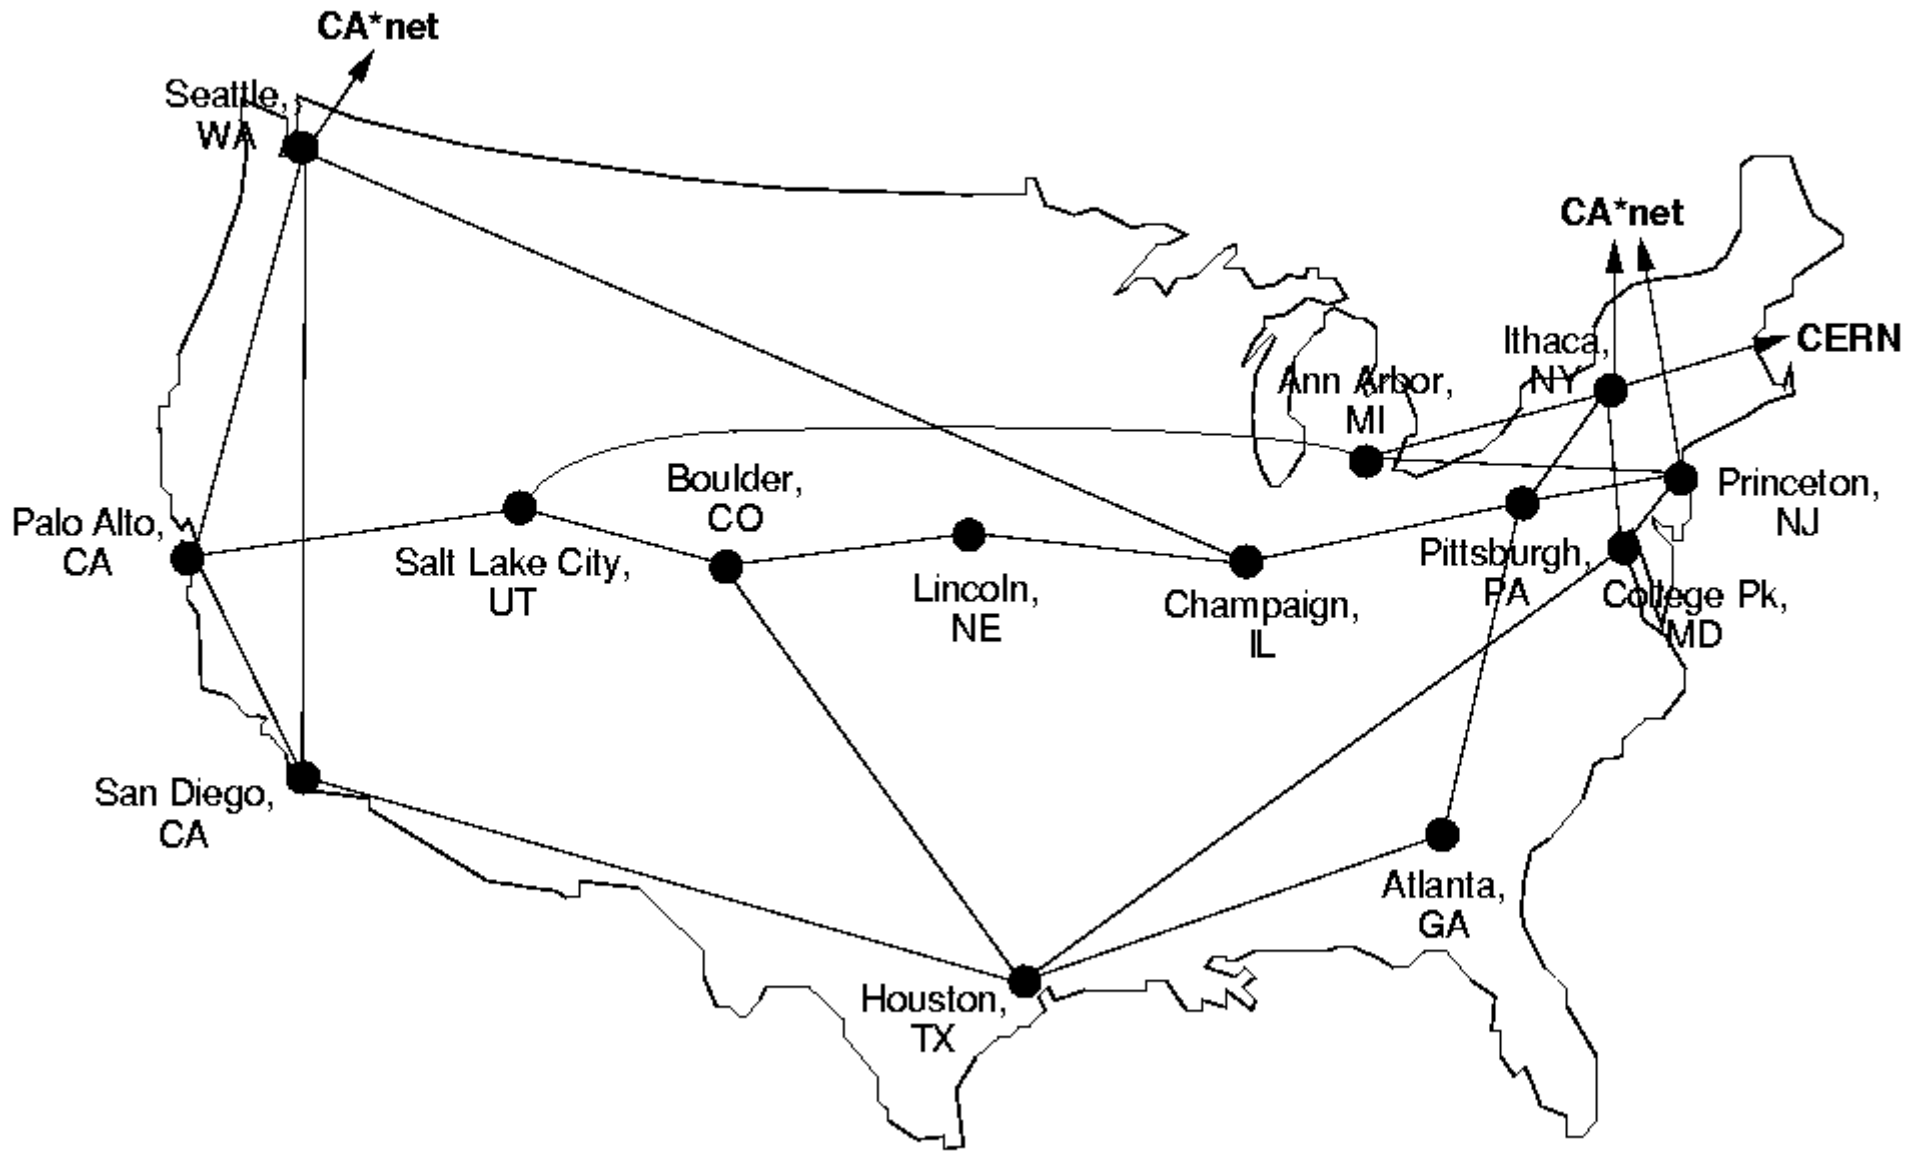 CA*net
Seattle,
WA
CA*net
Ithaca,
NY
CERN
Ann Arbor,
MI
Boulder,
CO
Princeton,
NJ
Palo Alto,
CA
Salt Lake City,
UT
Lincoln,
NE
Champaign,
IL
Pittsburgh,
PA
College Pk,
MD
San Diego,
CA
Atlanta,
GA
Houston,
TX